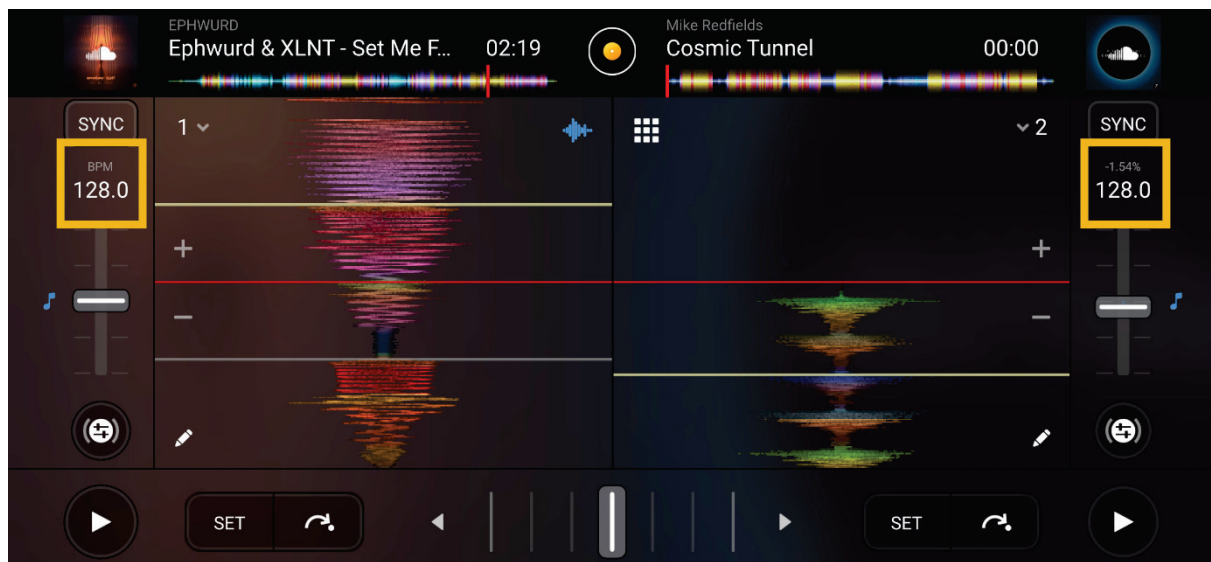 EPHWURD
Ephwurd & XLNT - Set Me F... 02:19
Mike Redfields
Cosmic Tunnel 00:00
SYNC
BPM
128.0
1
2
SYNC
-1.54%
128.0
SET
SET